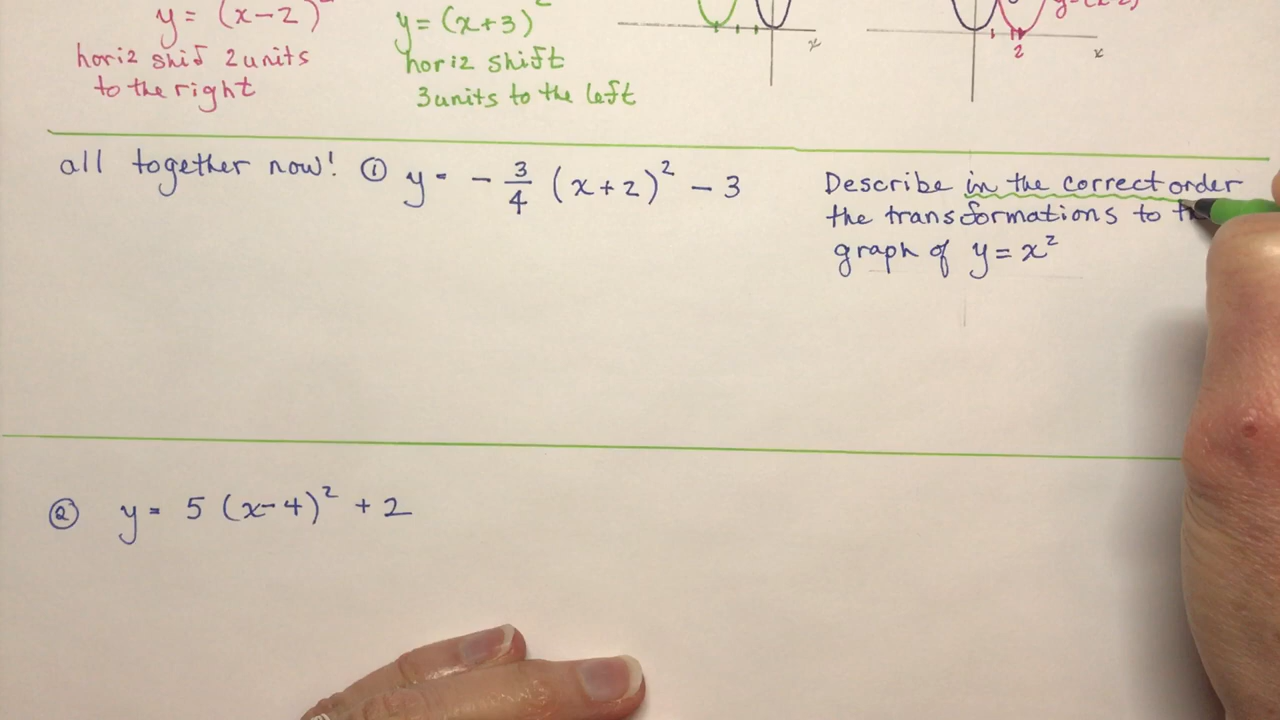 y = (x-2)
y = (x+3)²
horiz shif 2 units
to the right
horiz shift
3 units to the left
x
2
x
all together now! ① y = - 3/4 (x+2)² - 3
Describe in the correct order
the transformations to
graph of y = x²
② y = 5 (x-4)² + 2